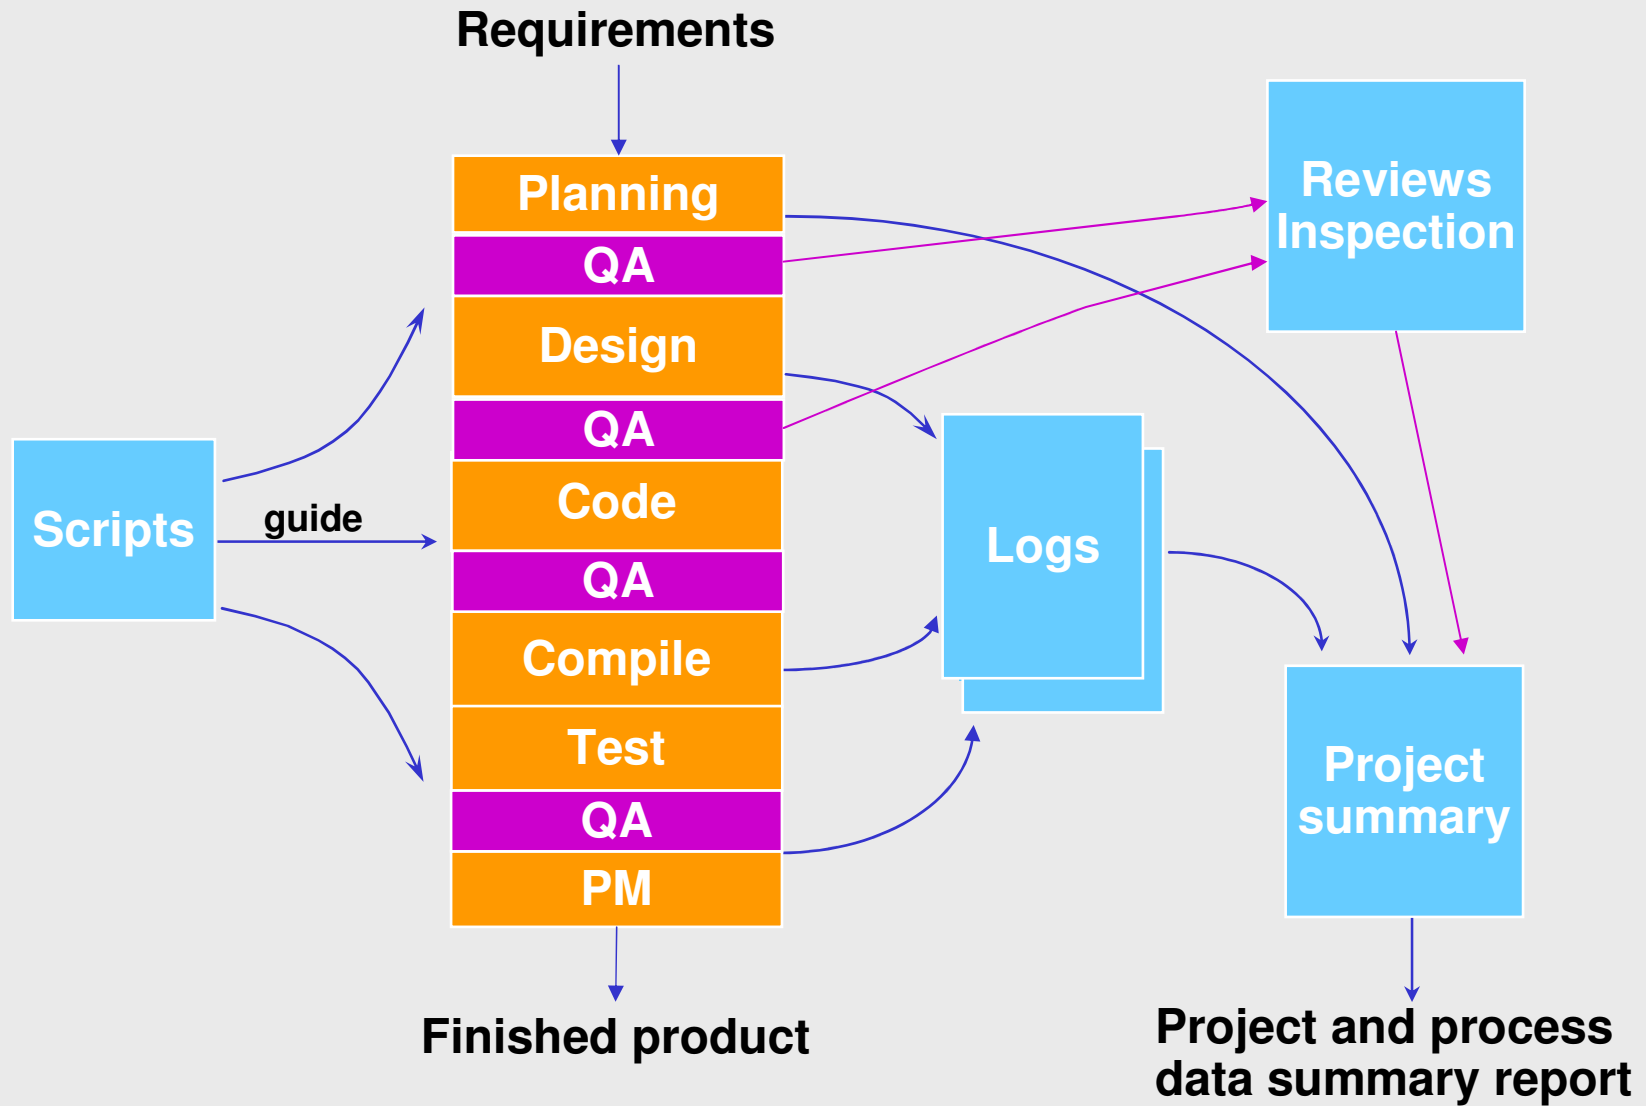 Requirements
Planning
QA
Design
QA
Code
QA
Compile
Test
QA
PM
Finished product
Scripts
guide
Logs
Reviews
Inspection
Project
summary
Project and process
data summary report